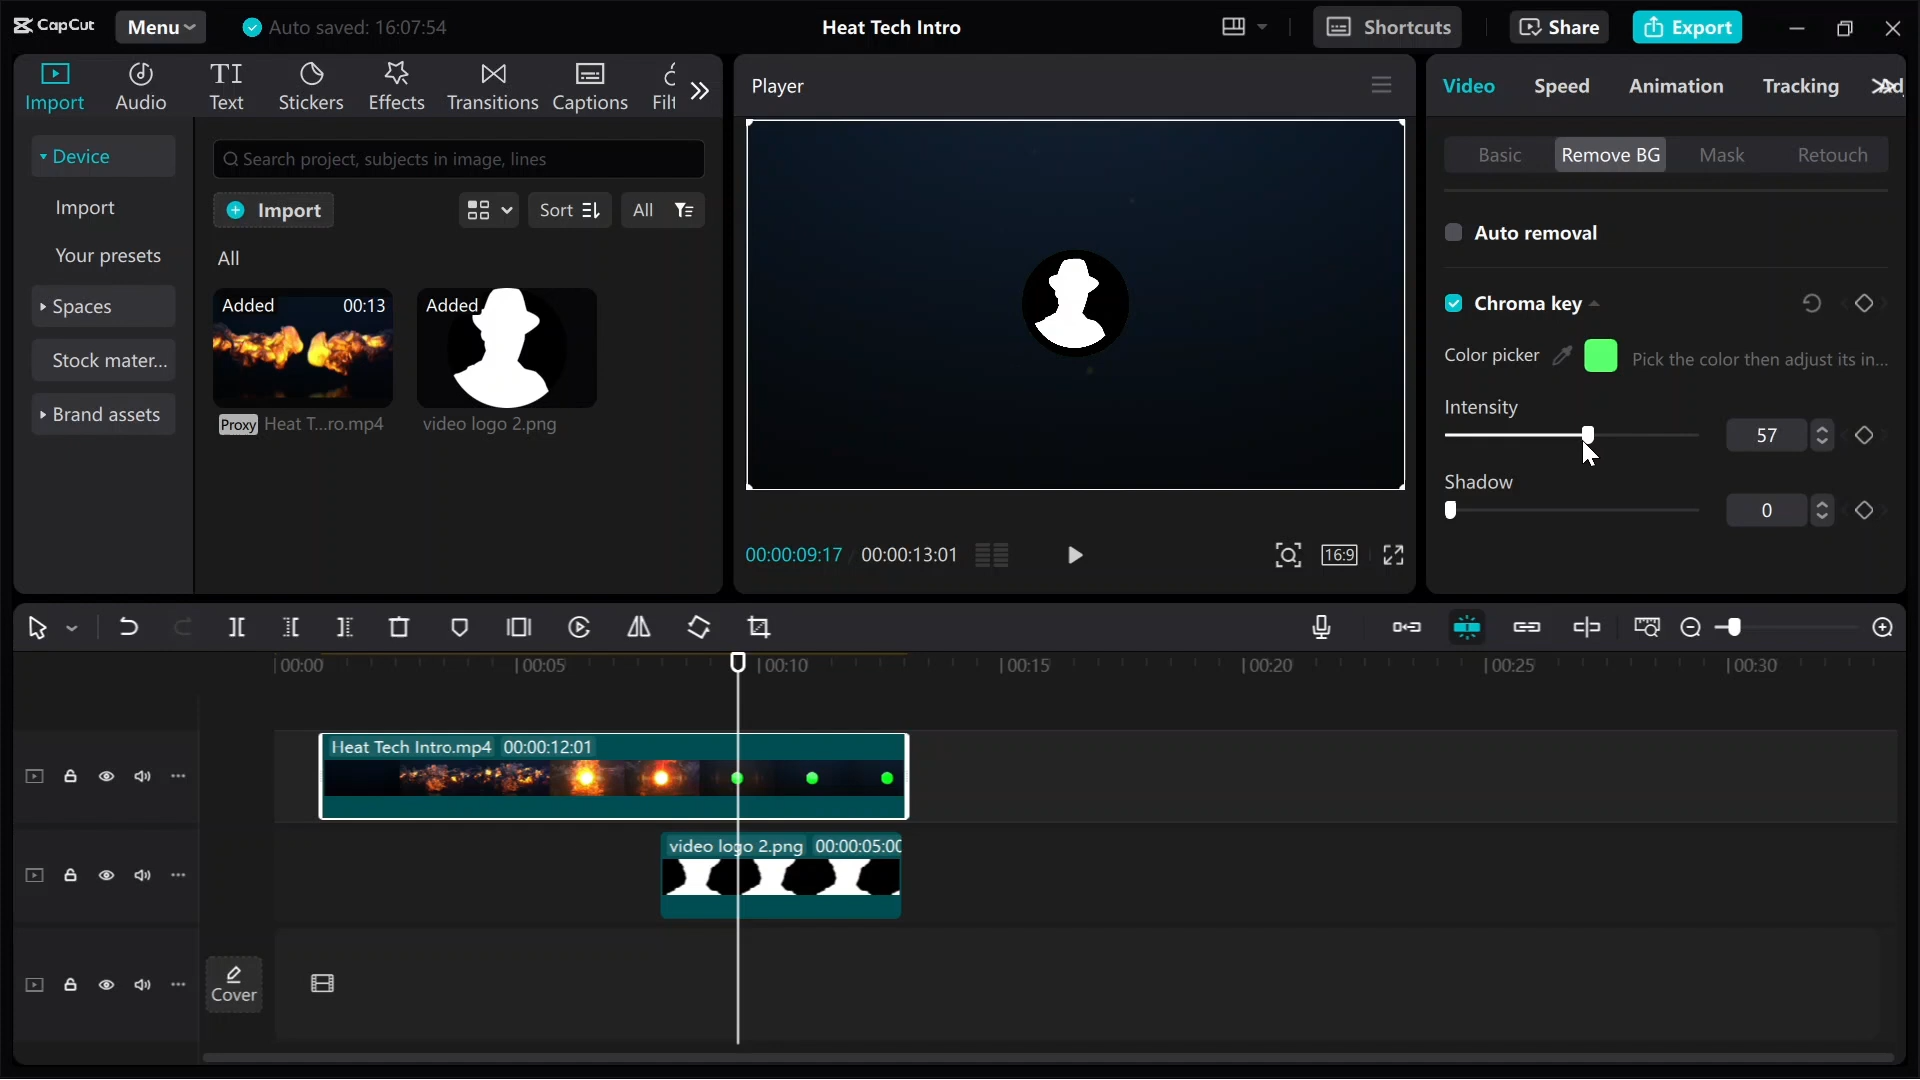 CapCut
Menu
Auto saved: 16:07:54
Heat Tech Intro
Shortcuts
Share
Export
Import
Audio
TI
Text
Stickers
Effects
Transitions
Captions
Filt
Player
Video
Speed
Animation
Tracking
Ad
Device
Import
Your presets
Spaces
Stock mater...
Brand assets
Search project, subjects in image, lines
Import
Sort
All
All
Added
00:13
Proxy
Heat T...ro.mp4
Added
video logo 2.png
00:00:09:17
00:00:13:01
16:9
Basic
Remove BG
Mask
Retouch
Auto removal
Chroma key
Color picker
Pick the color then adjust its in...
Intensity
57
Shadow
0
00:00
00:05
00:10
00:15
00:20
00:25
00:30
Heat Tech Intro.mp4 00:00:12:01
video logo 2.png 00:00:05:00
Cover